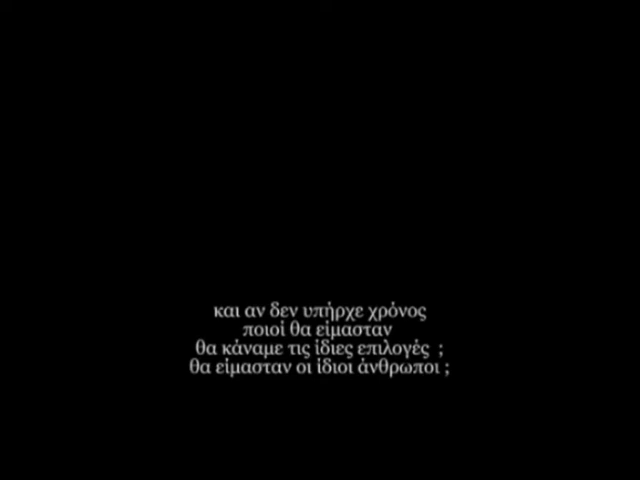 και αν δεν υπήρχε χρόνος
ποιοί θα είμασταν
θα κάναμε τις ίδιες επιλογές ;
θα είμασταν οι ίδιοι άνθρωποι ;